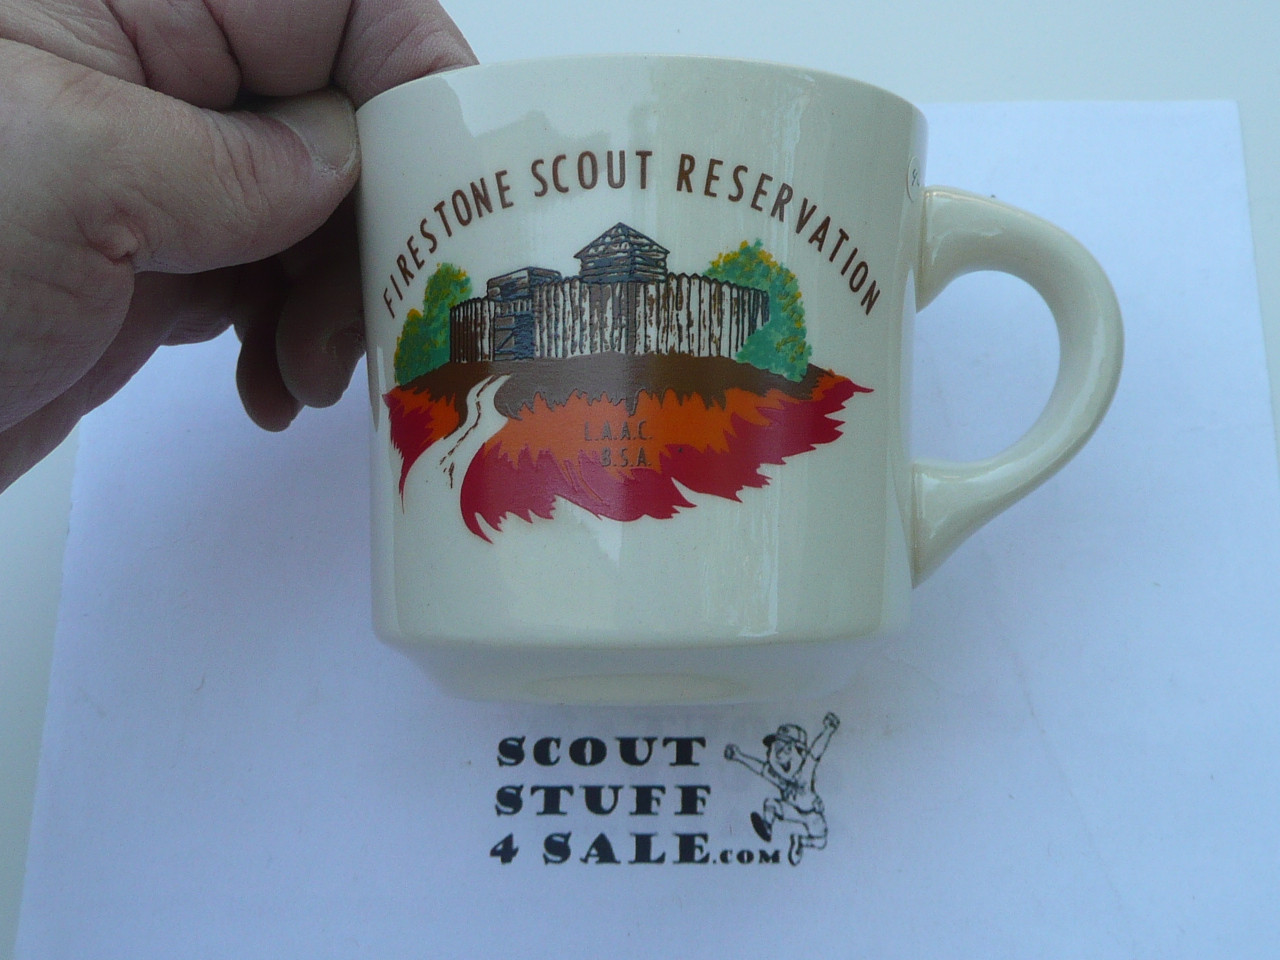 FIRESTONE SCOUT RESERVATION
L.A.A.C.
B.S.A.
SCOUT
STUFF
4 SALE.COM